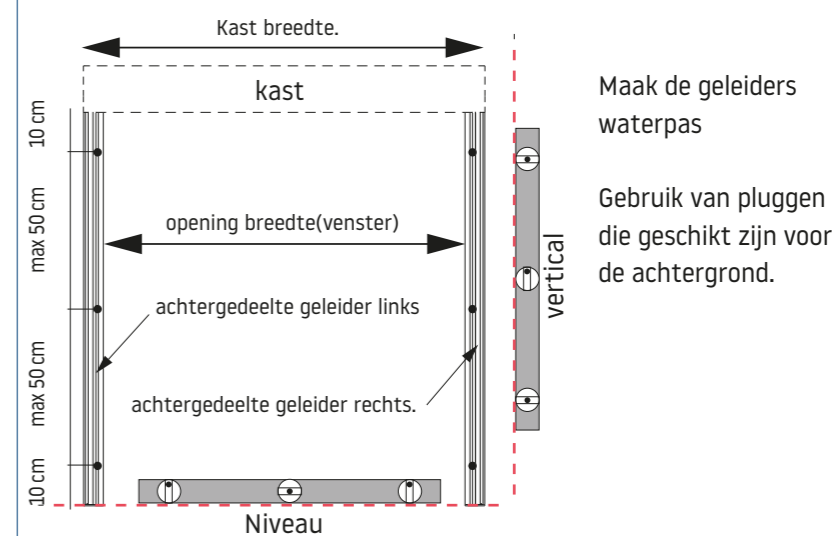 Kast breedte.
kast
10 cm
max 50 cm
opening breedte(venster)
achtergedeelte geleider links
max 50 cm
achtergedeelte geleider rechts.
10 cm
Niveau
vertical
Maak de geleiders
waterpas
Gebruik van pluggen
die geschikt zijn voor
de achtergrond.